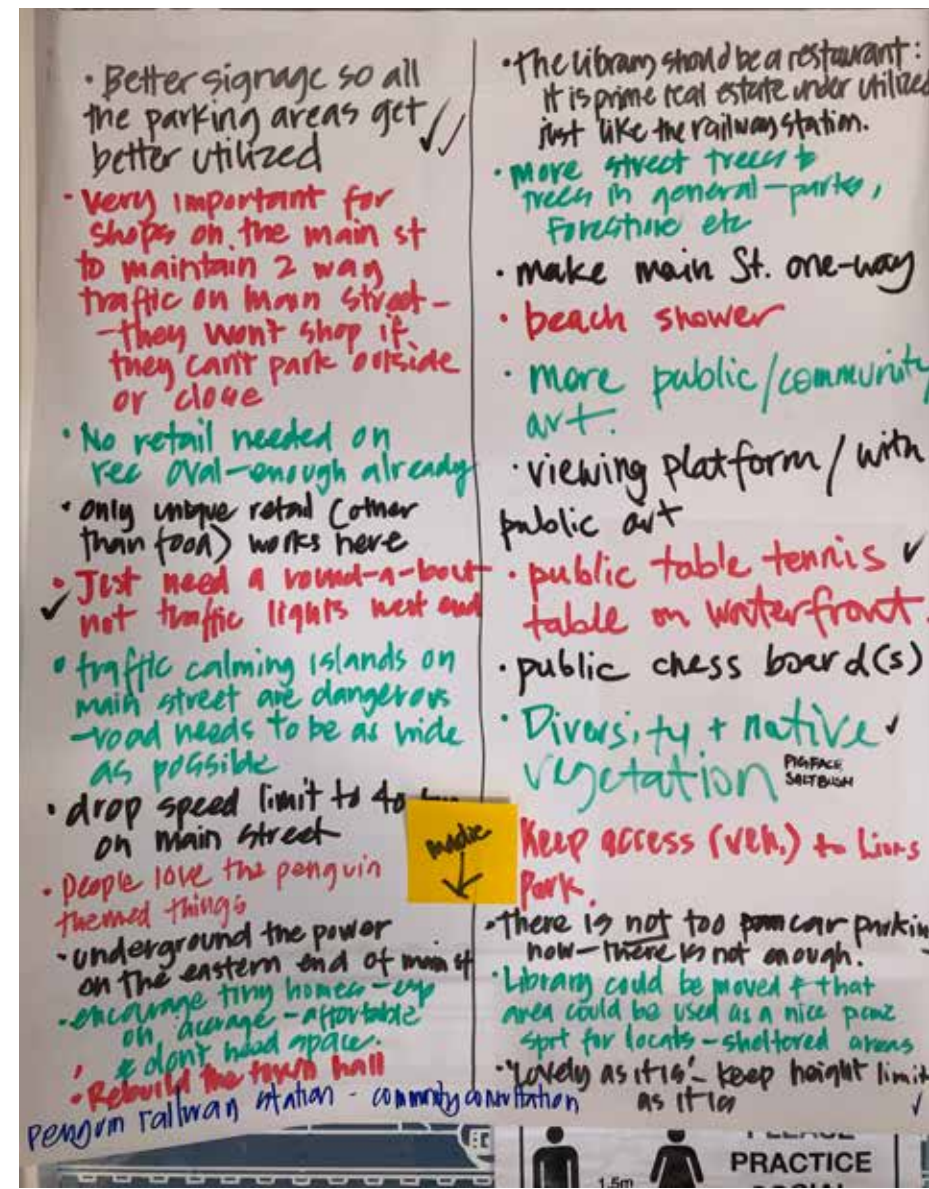 • Better signage so all
the parking areas get
better utilized
• Very important for
shops on the main st
to maintain 2 way
traffic on main street -
- they wont shop if
they cant park outside
or close
• No retail needed on
rec oval - enough already
• only unique retail (other
than food) works here
• Just need a round-a-bout
not traffic lights west end
• traffic calming islands on
main street are dangerous
- road needs to be as wide
as possible
• drop speed limit to 40
on main street
• People love the penguin
themed things
• underground the power
on the eastern end of main st
• encourage tiny homes - esp
on acerage - affortable
& dont need space.
• Rebuild the town hall
penguin railway station - community consultation
• The library should be a restaurant:
It is prime real estate under utilized
just like the railway station.
• More street trees &
trees in general - parks,
foreshore etc
• make main St. one-way
• beach shower
• more public/community
art.
• viewing platform / with
public art
• public table tennis
table on waterfront.
• public chess board(s)
• Diversity + native
vegetation
PIGFACE
SALTBUSH
Keep access (veh.) to Lions
Park.
• there is not too car parkin
now - there is not enough.
• Library could be moved & that
area could be used as a nice
for locals - sheltered areas
• 'Lovely as it is' - keep height limit
as it is
↓
1.5m
PLEASE
PRACTICE
SOCIAL